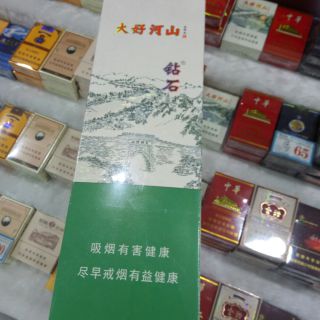 大好河山
钻石
吸烟有害健康
尽早戒烟有益健康
中华
中华
65
中华